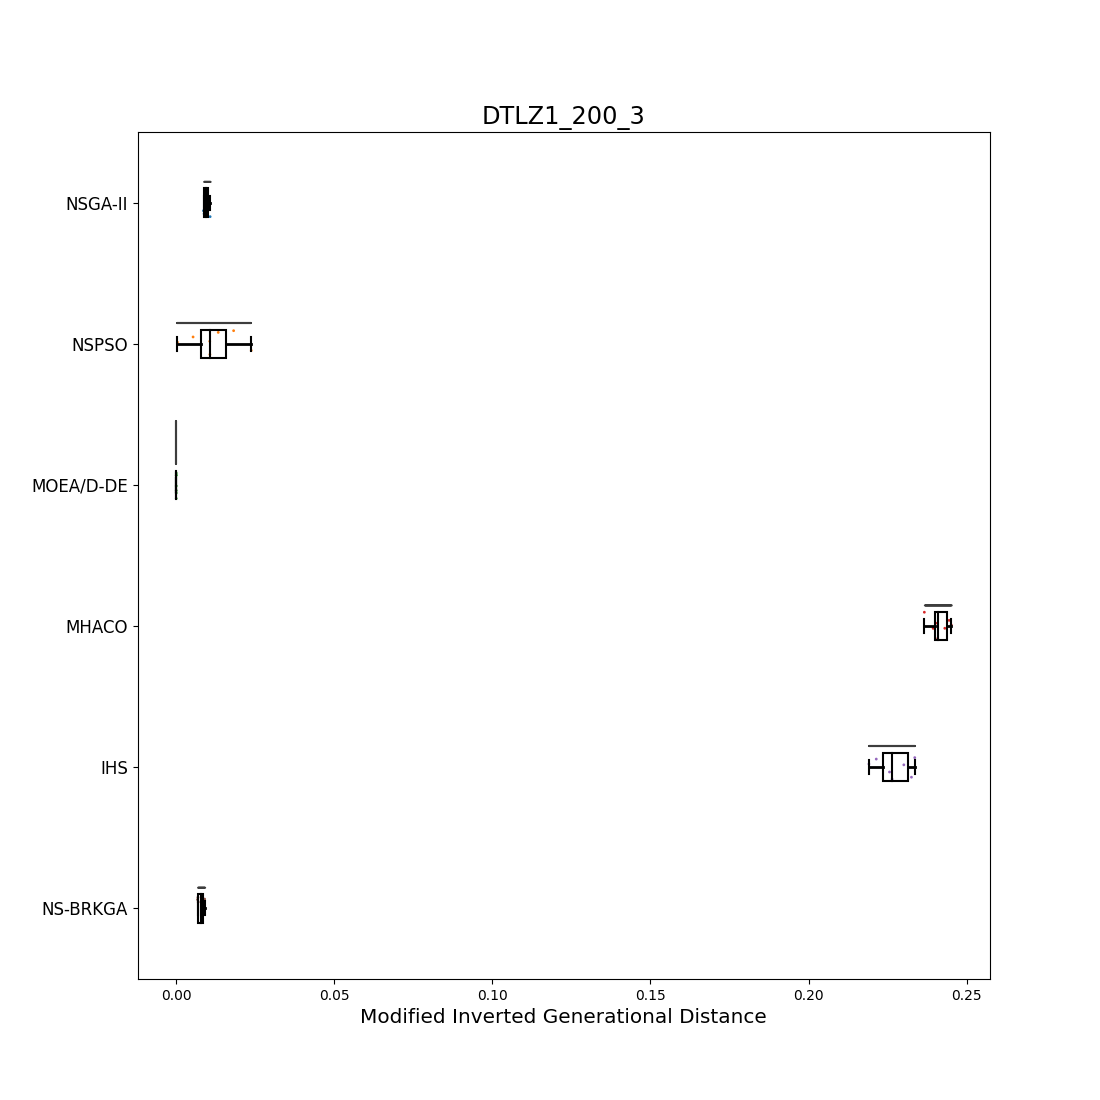 DTLZ1_200_3
NSGA-II
NSPSO
MOEA/D-DE
MHACO
IHS
NS-BRKGA
0.00 0.05 0.10 0.15 0.20 0.25
Modified Inverted Generational Distance